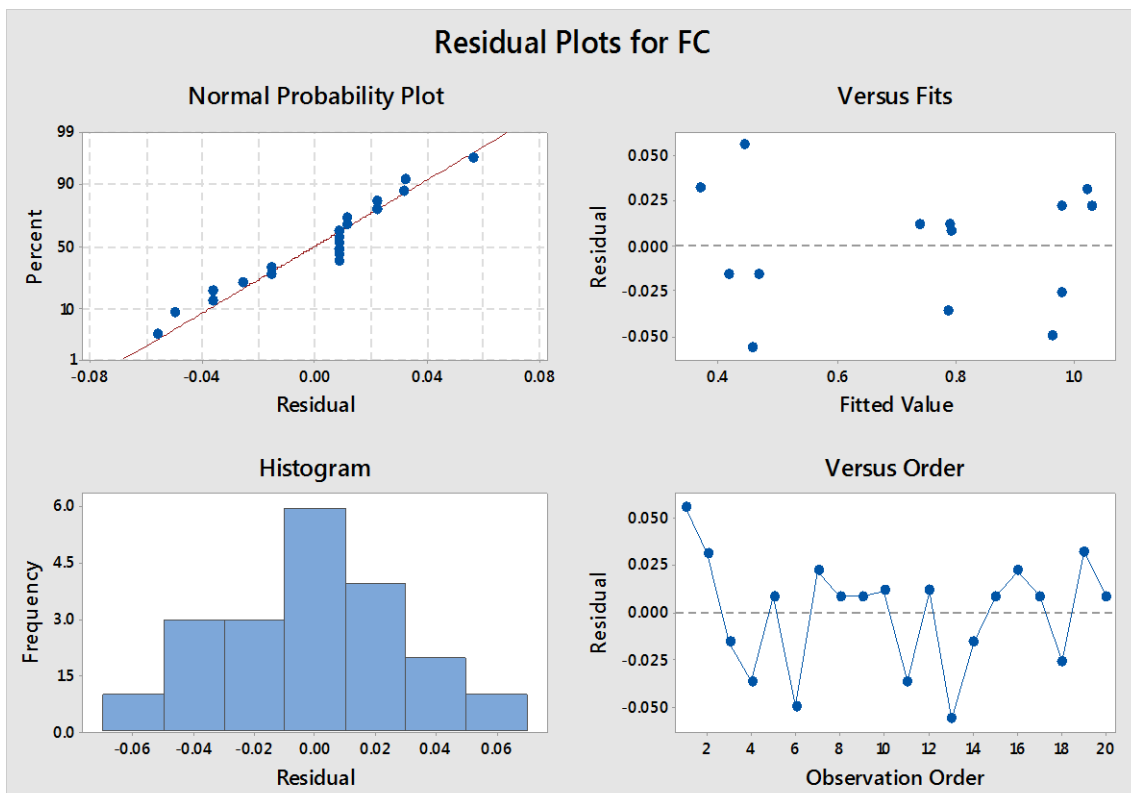 Residual Plots for FC
Normal Probability Plot
99
90
50
10
1
Percent
-0.08 -0.04 0.00 0.04 0.08
Residual
Versus Fits
0.050
0.025
0.000
-0.025
-0.050
Residual
0.4 0.6 0.8 10
Fitted Value
Histogram
6.0
4.5
3.0
15
0.0
Frequency
-0.06 -0.04 -0.02 0.00 0.02 0.04 0.06
Residual
Versus Order
0.050
0.025
0.000
-0.025
-0.050
Residual
2 4 6 8 10 12 14 16 18 20
Observation Order